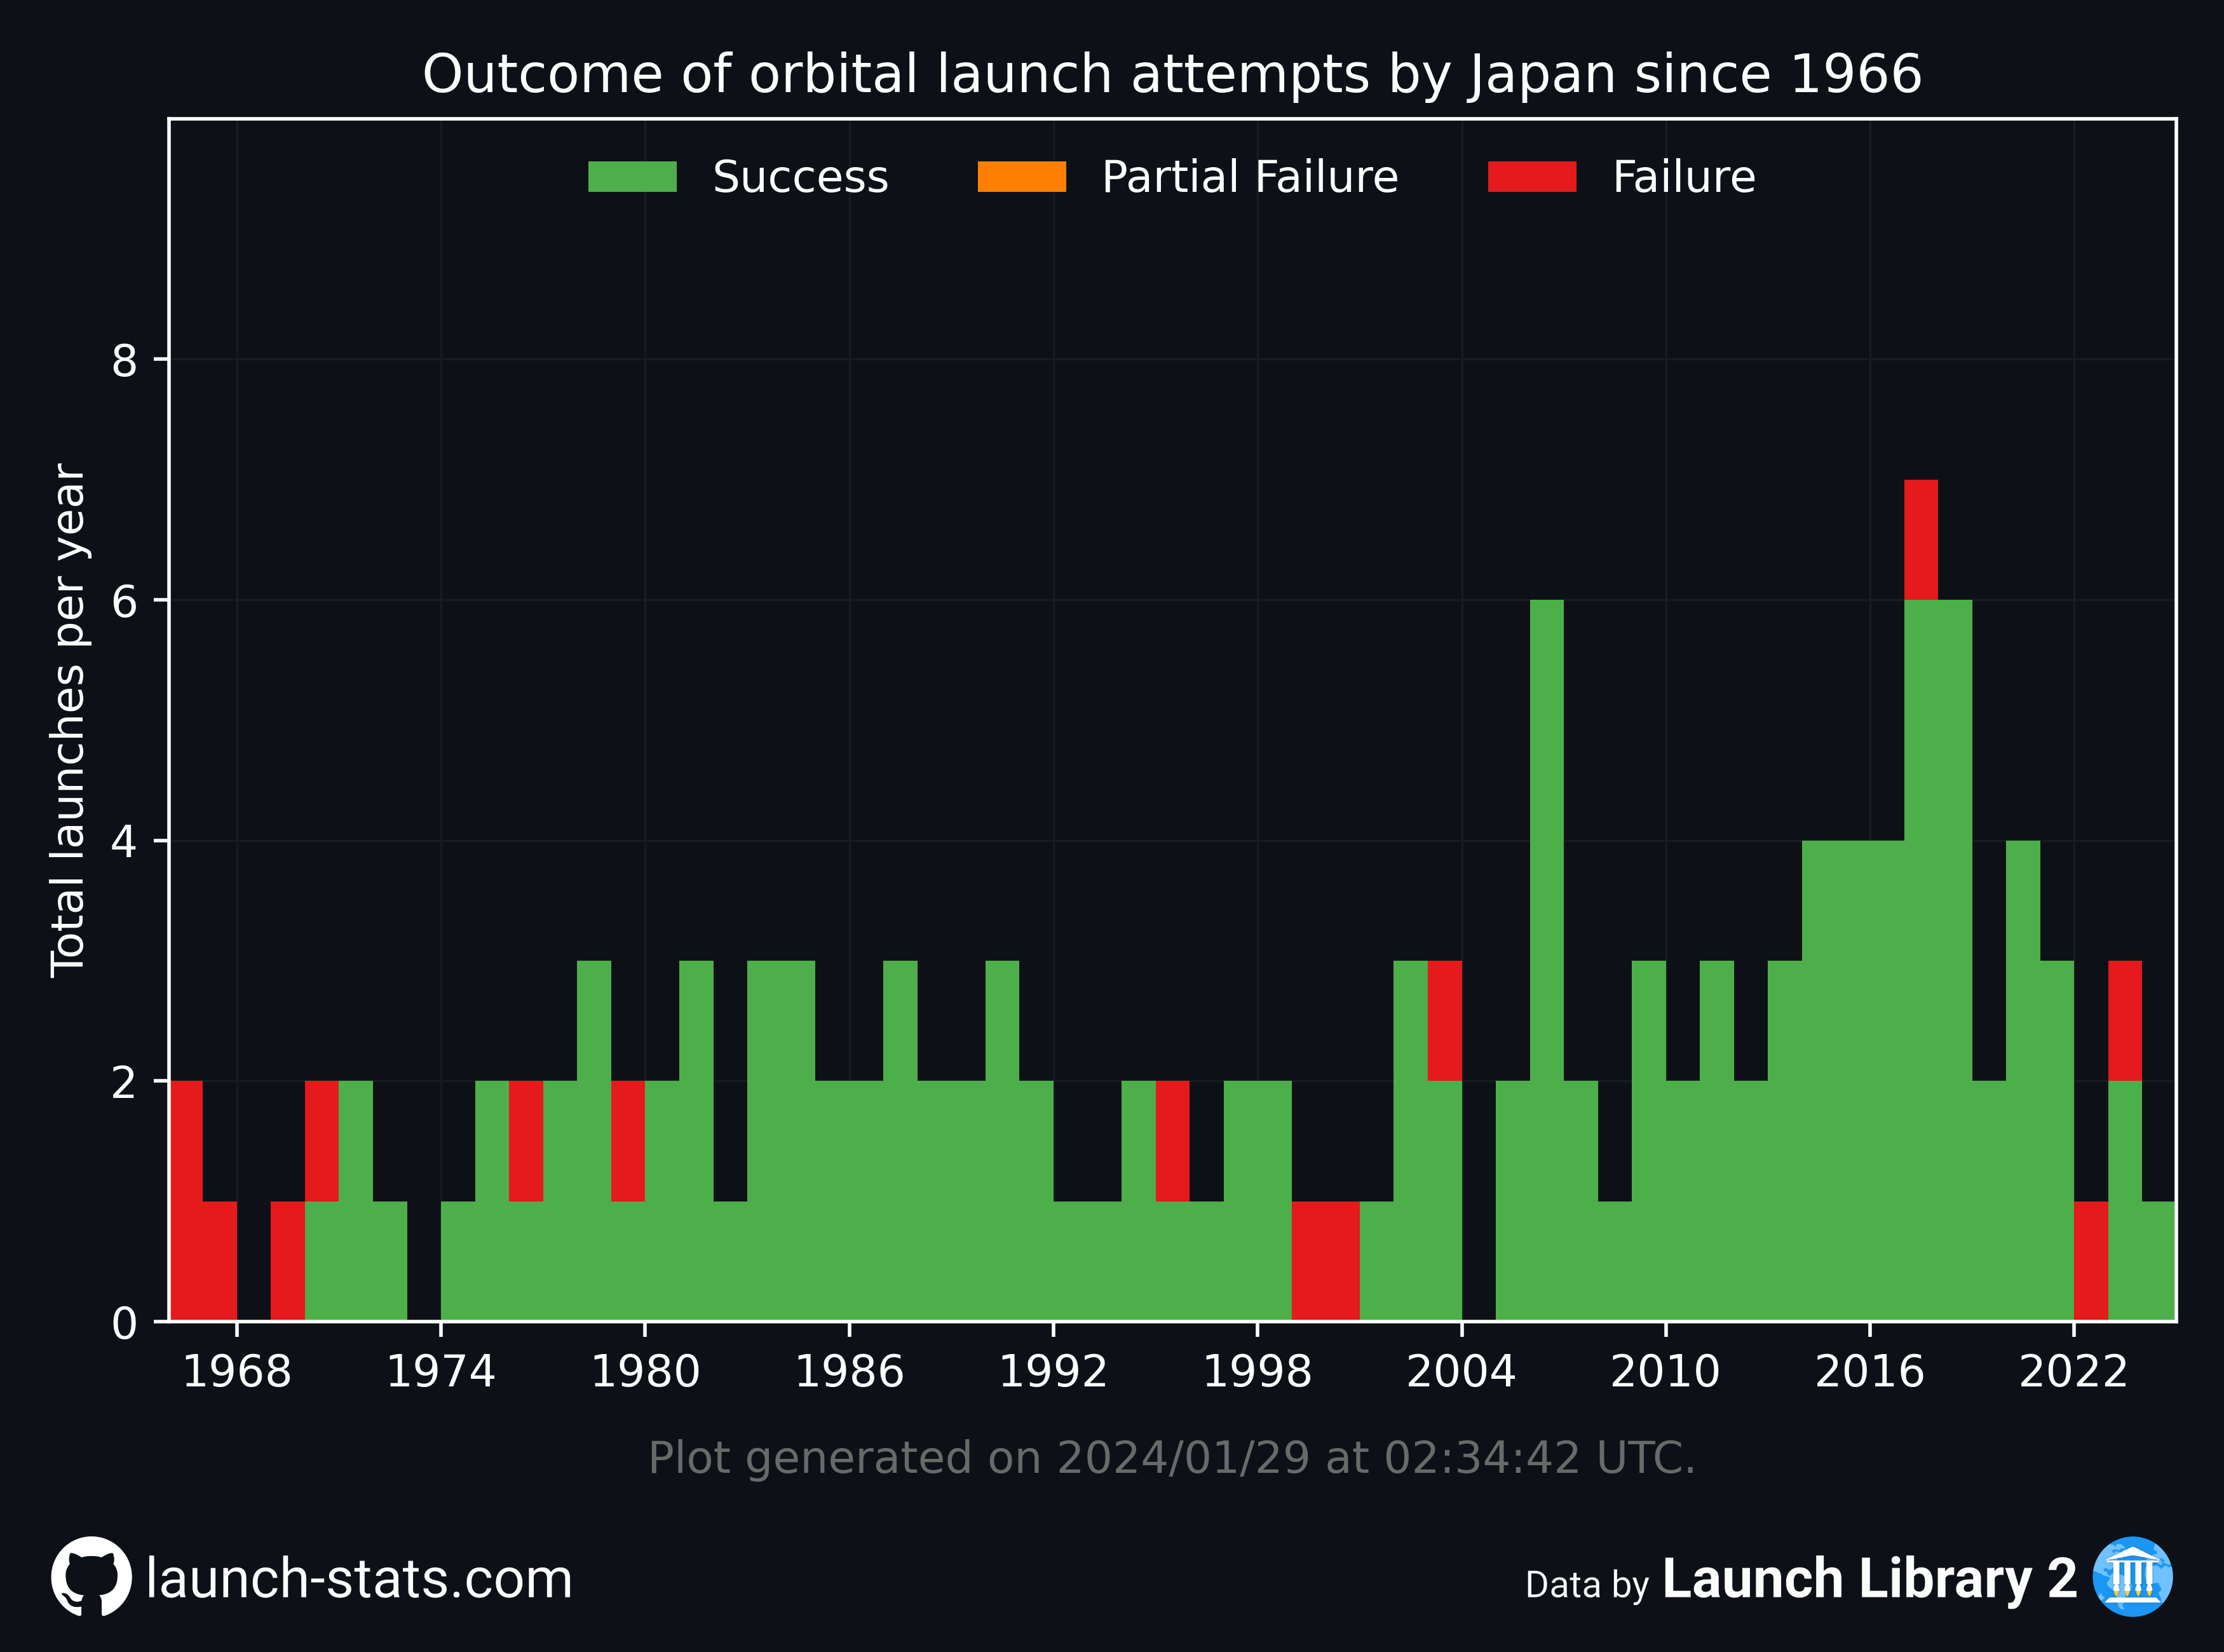 Outcome of orbital launch attempts by Japan since 1966
Success Partial Failure Failure
Total launches per year
8
6
4
2
0
1968 1974 1980 1986 1992 1998 2004 2010 2016 2022
Plot generated on 2024/01/29 at 02:34:42 UTC.
launch-stats.com
Data by Launch Library 2